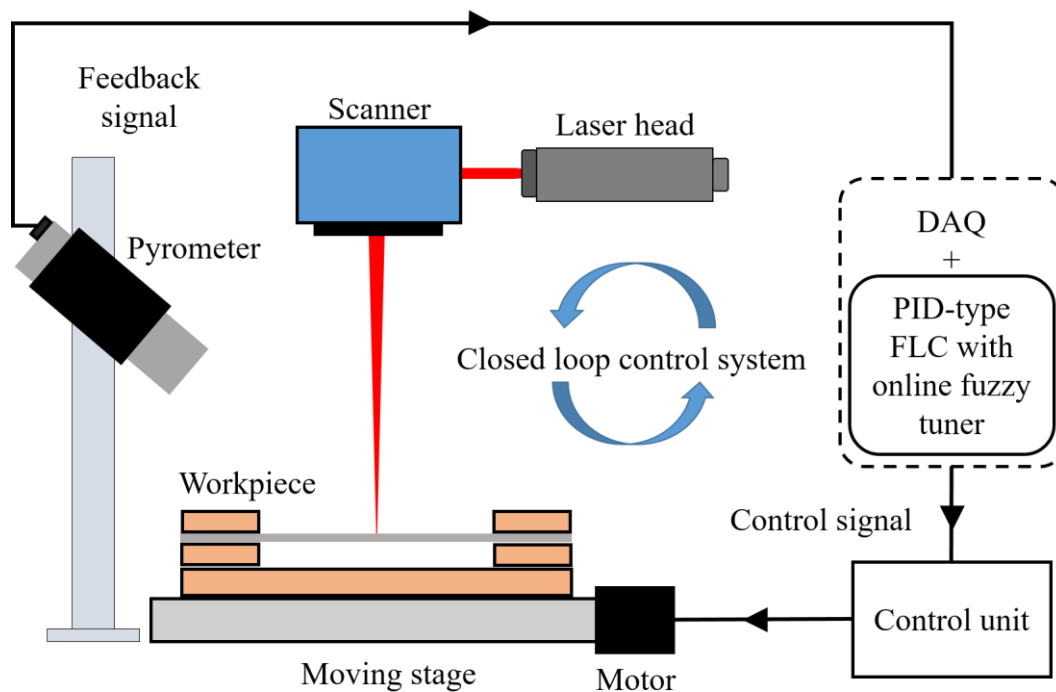 Feedback
signal
Scanner
Laser head
Pyrometer
DAQ
+
PID-type
FLC with
online fuzzy
tuner
Closed loop control system
Workpiece
Control signal
Control unit
Moving stage
Motor